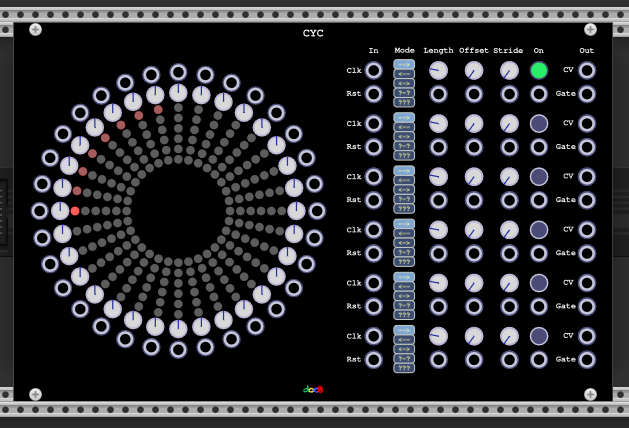 CYC
In Mode Length Offset Stride On Out
Clk ==> CV
<==
<=>
Rst ?-? Gate
???
Clk ==> CV
<==
<=>
Rst ?-? Gate
???
Clk ==> CV
<==
<=>
Rst ?-? Gate
???
Clk ==> CV
<==
<=>
Rst ?-? Gate
???
Clk ==> CV
<==
<=>
Rst ?-? Gate
???
Clk ==> CV
<==
<=>
Rst ?-? Gate
???
docB